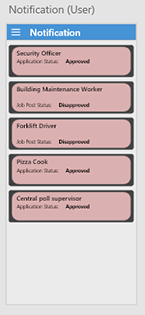 Notification (User)
Notification
Security Officer
Application Status: Approved
Building Maintenance Worker
Job Post Status: Disapproved
Forklift Driver
Job Post Status: Disapproved
Pizza Cook
Application Status: Approved
Central poll supervisor
Application Status: Approved